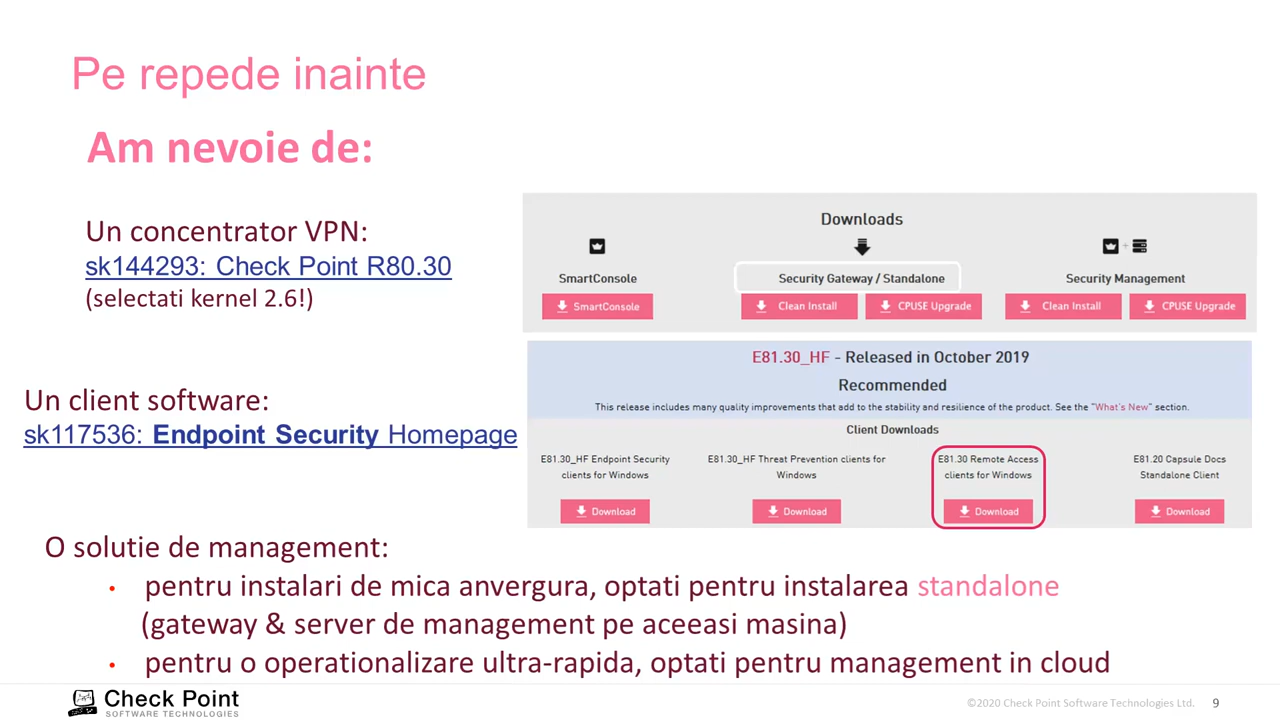 Pe repede inainte
Am nevoie de:
Un concentrator VPN:
sk144293: Check Point R80.30
(selectati kernel 2.6!)
Downloads
SmartConsole
SmartConsole
Security Gateway / Standalone
Clean Install
CPUSE Upgrade
+
Security Management
Clean Install
CPUSE Upgrade
Un client software:
sk117536: Endpoint Security Homepage
E81.30_HF - Released in October 2019
Recommended
This release includes many quality improvements that add to the stability and resilience of the product. See the "What's New" section.
Client Downloads
E81.30_HF Endpoint Security
clients for Windows
Download
E81.30_HF Threat Prevention clients for
Windows
Download
E81.30 Remote Access
clients for Windows
Download
E81.20 Capsule Docs
Standalone Client
Download
O solutie de management:
• pentru instalari de mica anvergura, optati pentru instalarea standalone
(gateway & server de management pe aceeasi masina)
• pentru o operationalizare ultra-rapida, optati pentru management in cloud
Check Point
SOFTWARE TECHNOLOGIES
©2020 Check Point Software Technologies Ltd.
9